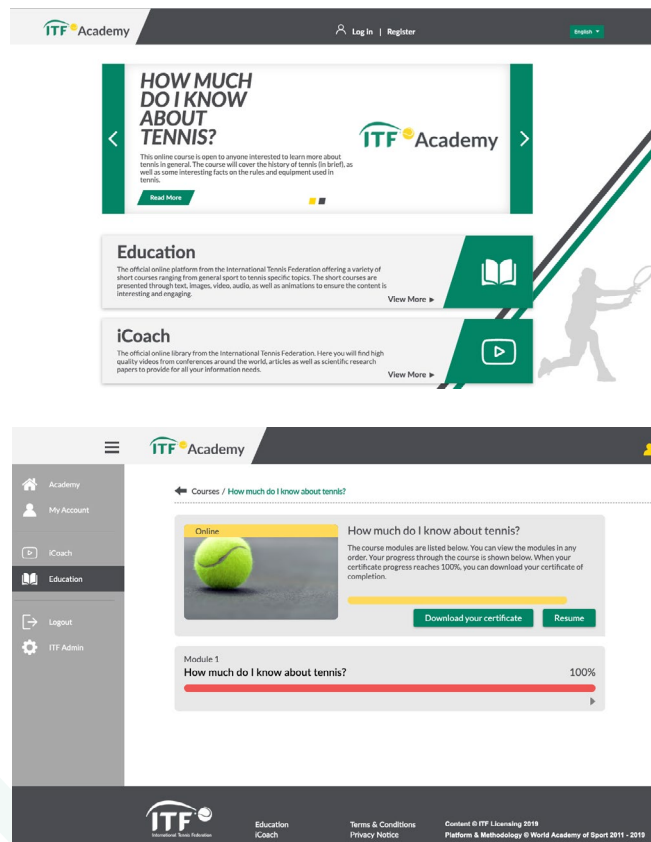 ITF Academy
Log in | Register
English
HOW MUCH
DO I KNOW
ABOUT
TENNIS?
This online course is open to anyone interested to learn more about
tennis in general. The course will cover the history of tennis (in brief), as
well as some interesting facts on the rules and equipment used in
tennis.
Read More
ITF Academy
Education
The official online platform from the International Tennis Federation offering a variety of
short courses ranging from general sport to tennis specific topics. The short courses are
presented through text, images, video, audio, as well as animations to ensure the content is
interesting and engaging.
View More
iCoach
The official online library from the International Tennis Federation. Here you will find high
quality videos from conferences around the world, articles as well as scientific research
papers to provide for all your information needs.
View More
ITF Academy
Academy
My Account
iCoach
Education
Logout
ITF Admin
Courses / How much do I know about tennis?
Online
How much do I know about tennis?
The course modules are listed below. You can view the modules in any
order. Your progress through the course is shown below. When your
certificate progress reaches 100%, you can download your certificate of
completion.
Download your certificate
Resume
Module 1
How much do I know about tennis? 100%
ITF
International Tennis Federation
Education
iCoach
Terms & Conditions
Privacy Notice
Content © ITF Licensing 2019
Platform & Methodology © World Academy of Sport 2011 - 2019